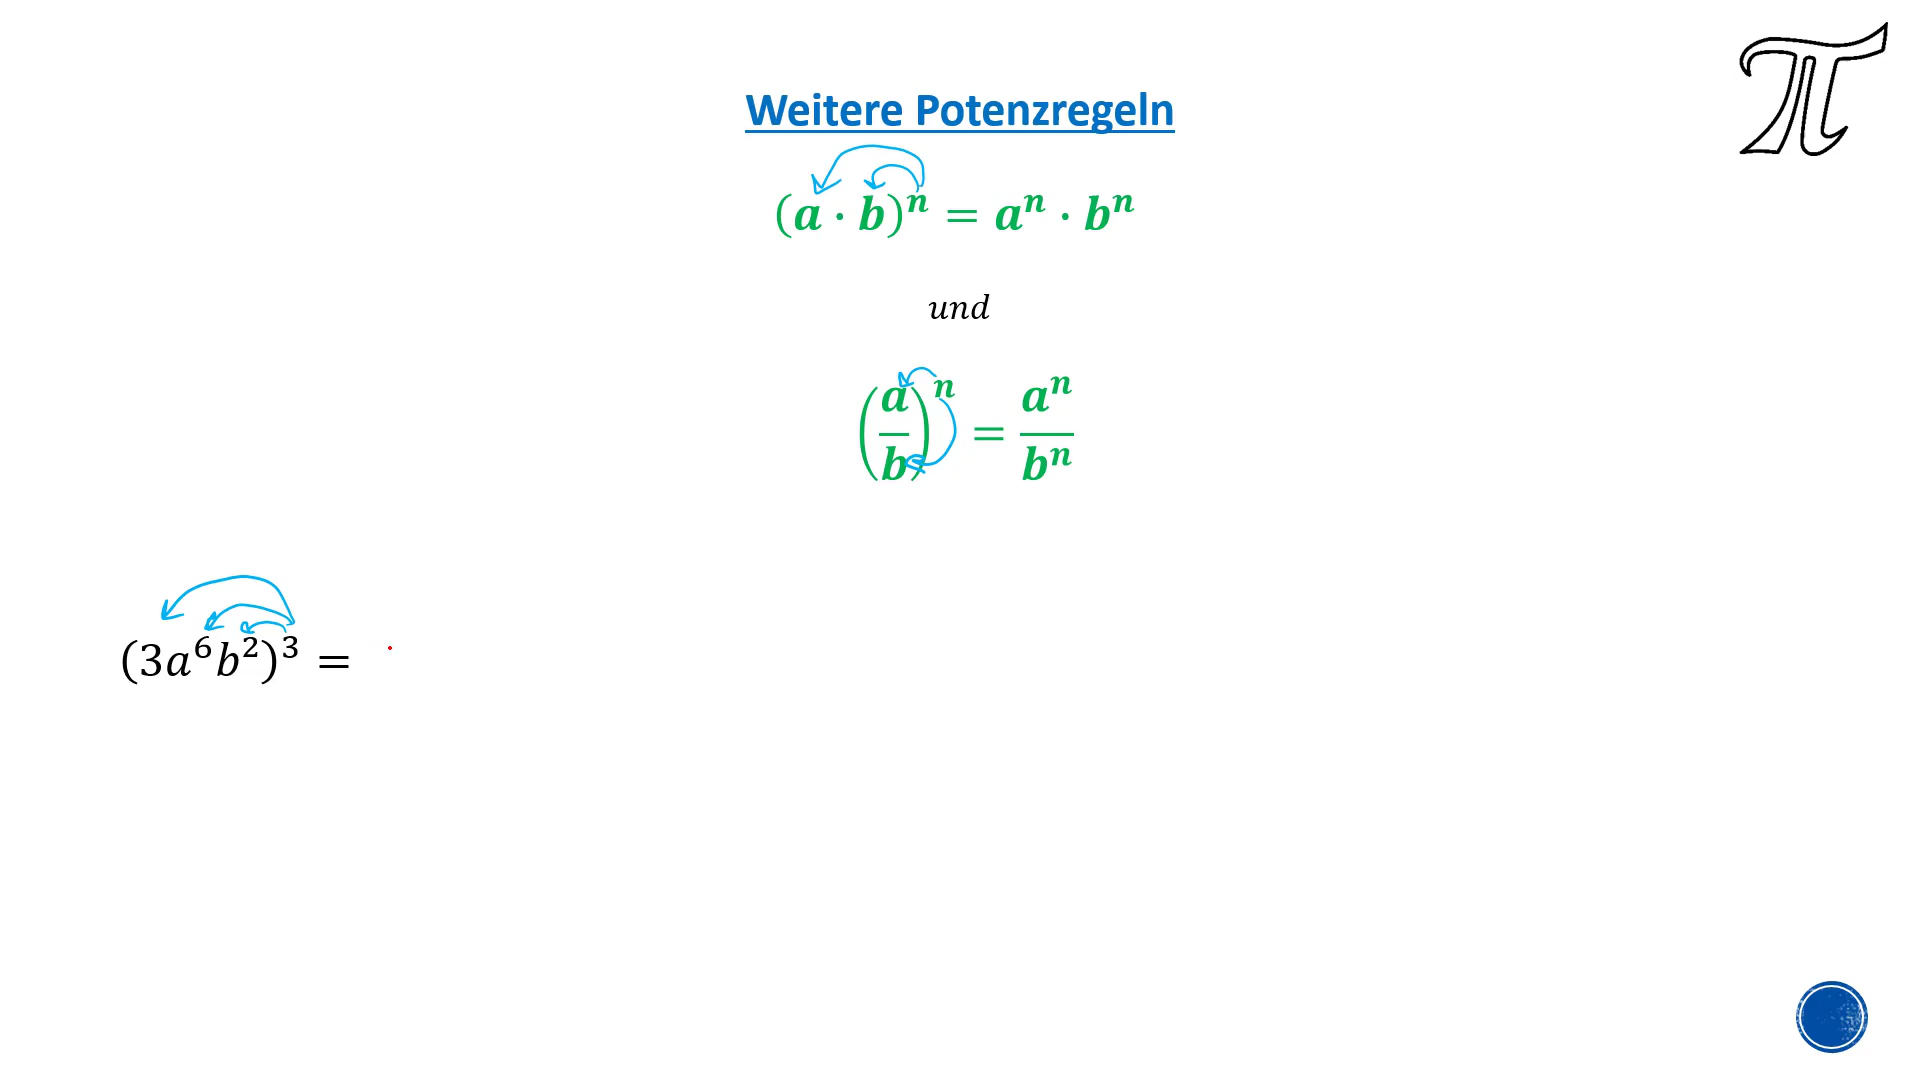 Weitere Potenzregeln
(a · b)ⁿ = aⁿ · bⁿ
und
(a/b)ⁿ = aⁿ/bⁿ
(3a⁶b²)³ =